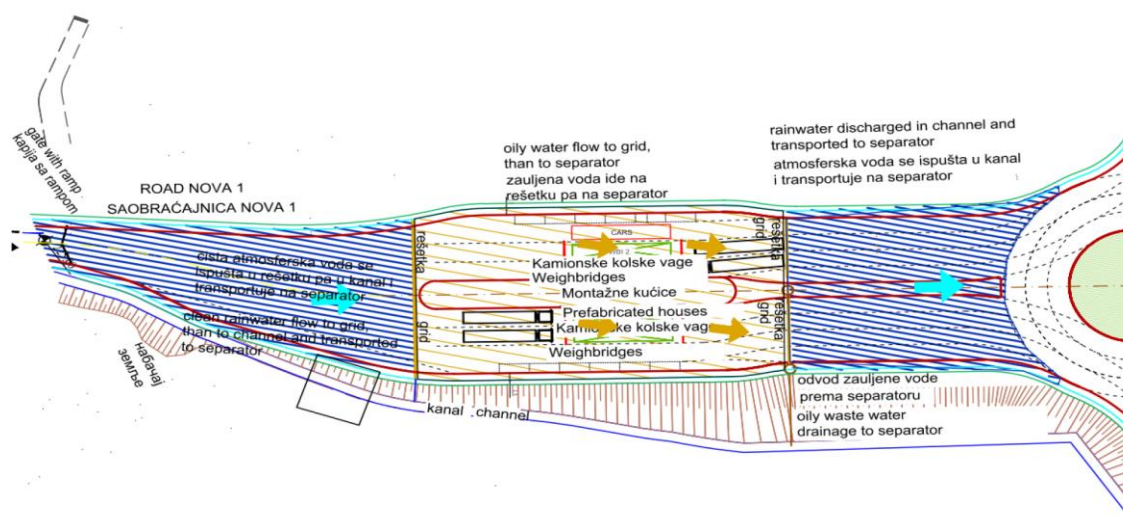 gate with ramp
kapija sa rampom
ROAD NOVA 1
SAOBRAĆAJNICA NOVA 1
oily water flow to grid,
than to separator
zauljena voda ide na
rešetku pa na separator
rainwater discharged in channel and
transported to separator
atmosferska voda se ispušta u kanal
i transportuje na separator
čista atmosferska voda se
ispušta u rešetku pa u kanal i
transportuje na separator
clean rainwater flow to grid,
than to channel and transported
to separator
rešetka
grid
CARS
Kamionske kolske vage
Weighbridges
Montažne kućice
Prefabricated houses
Kamionske kolske vage
Weighbridges
rešetka
grid
rešetka
grid
набачај
земље
kanal channel
odvod zauljene vode
prema separatoru
oily waste water
drainage to separator